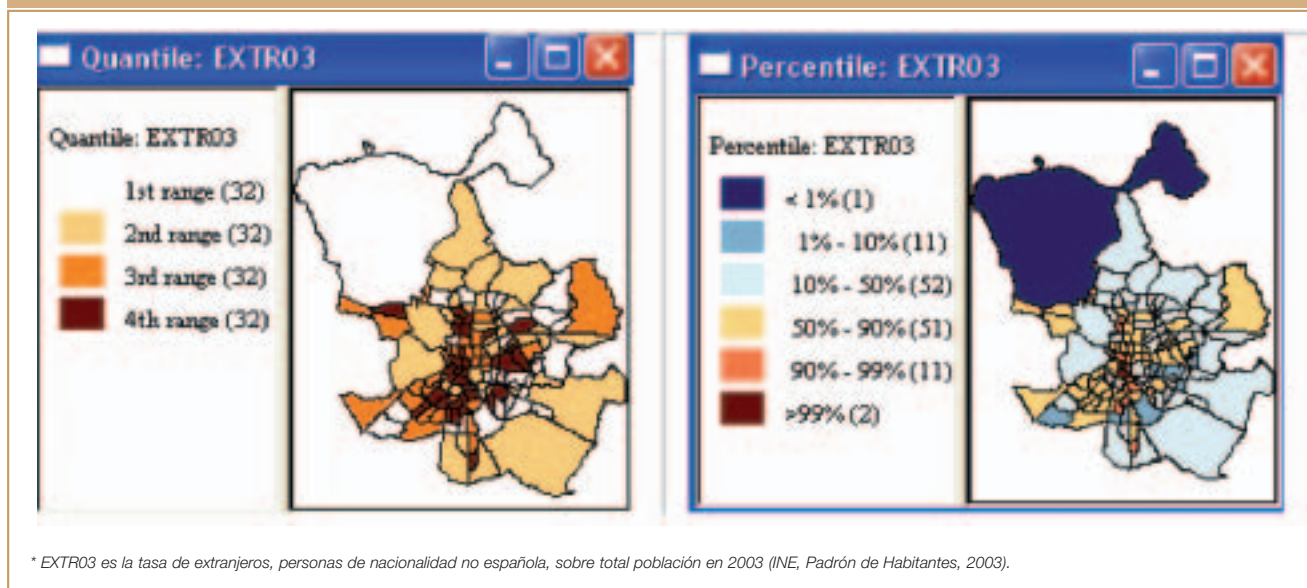 Quantile: EXTR03
Quantile: EXTR03
1st range (32)
2nd range (32)
3rd range (32)
4th range (32)
Percentile: EXTR03
Percentile: EXTR03
< 1% (1)
1% - 10% (11)
10% - 50% (52)
50% - 90% (51)
90% - 99% (11)
>99% (2)
* EXTR03 es la tasa de extranjeros, personas de nacionalidad no española, sobre total población en 2003 (INE, Padrón de Habitantes, 2003).